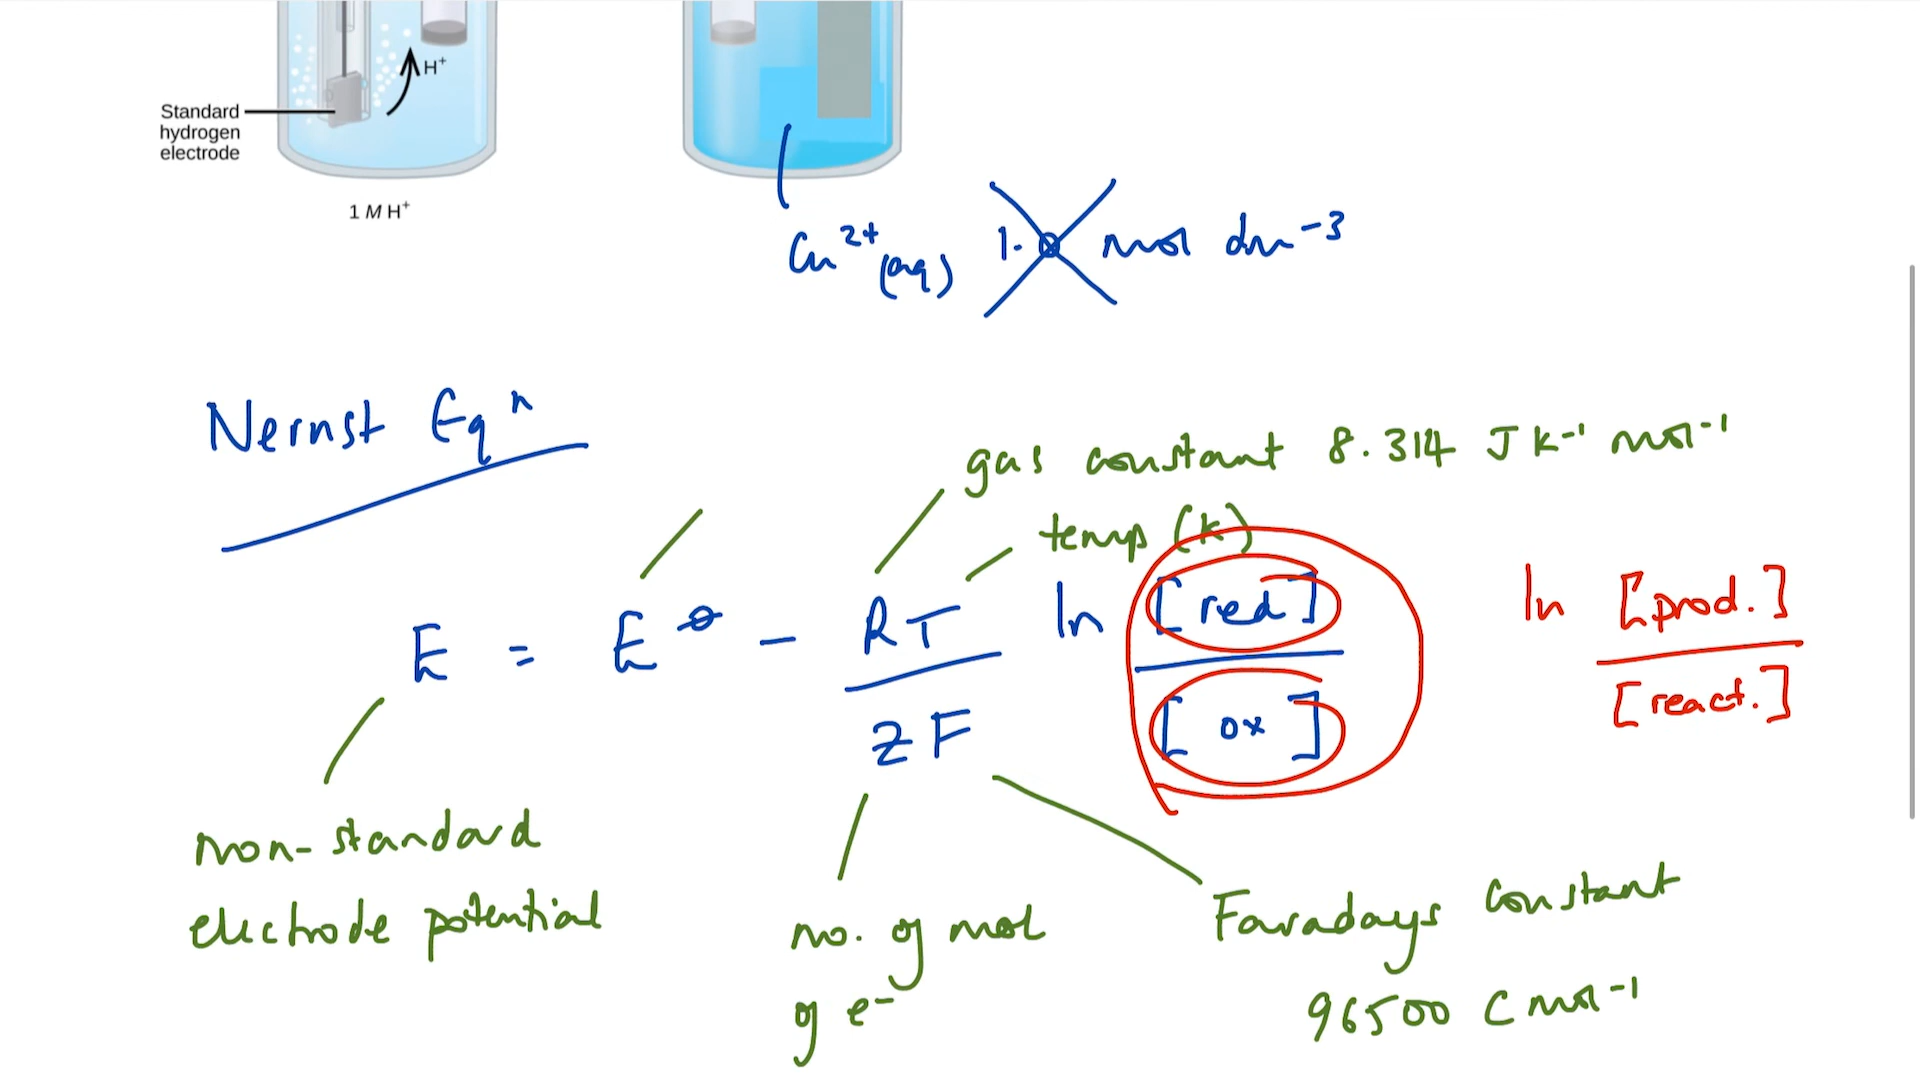 H⁺
Standard
hydrogen
electrode
1 M H⁺
Cu²⁺(aq) 1.0 mol dm⁻³
Nernst Eqⁿ
gas constant 8.314 J K⁻¹ mol⁻¹
temp (K)
E = E⦵ − RT/ZF ln [red]/[ox]
ln [prod.]/[react.]
non-standard
electrode potential
no. of mol
of e⁻
Faradays constant
96500 C mol⁻¹